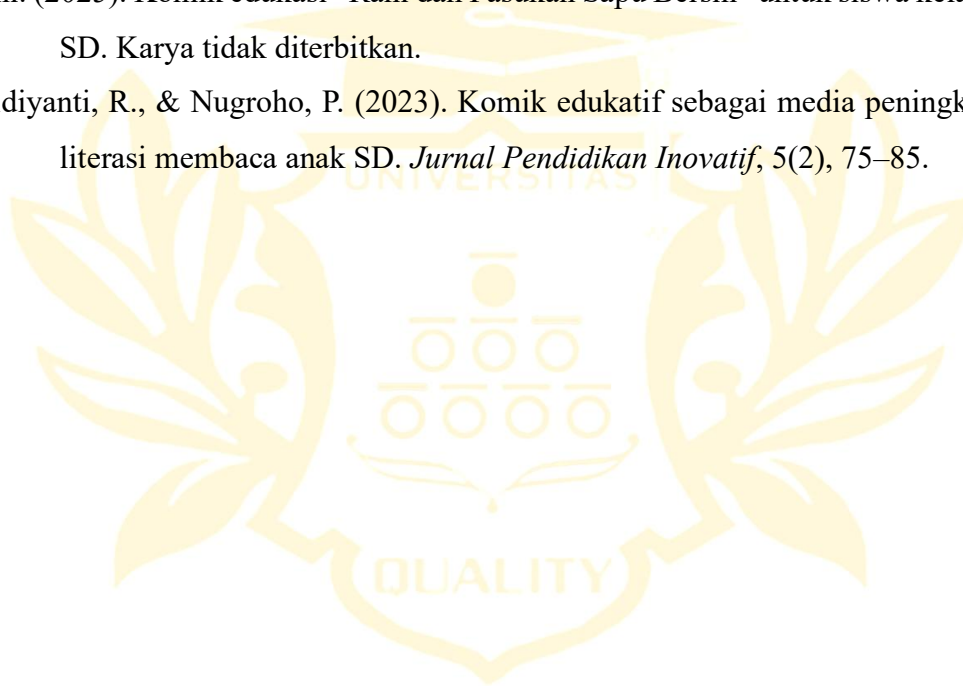 SD. Karya tidak diterbitkan.
diyanti, R., & Nugroho, P. (2023). Komik edukatif sebagai media peningk
literasi membaca anak SD. Jurnal Pendidikan Inovatif, 5(2), 75–85.
UNIVERSITAS
QUALITY